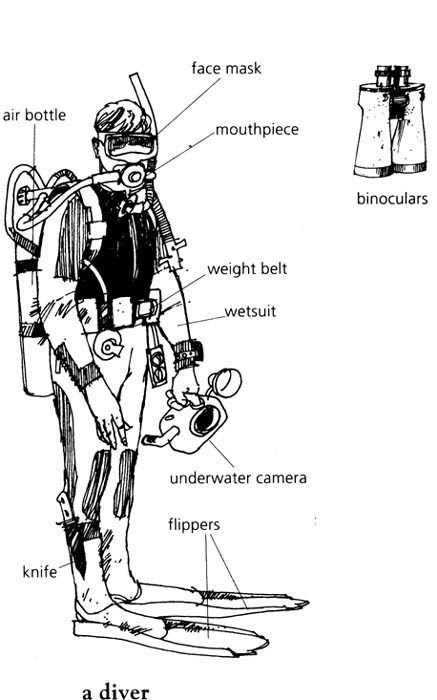 face mask
air bottle
mouthpiece
binoculars
weight belt
wetsuit
underwater camera
flippers
knife
a diver